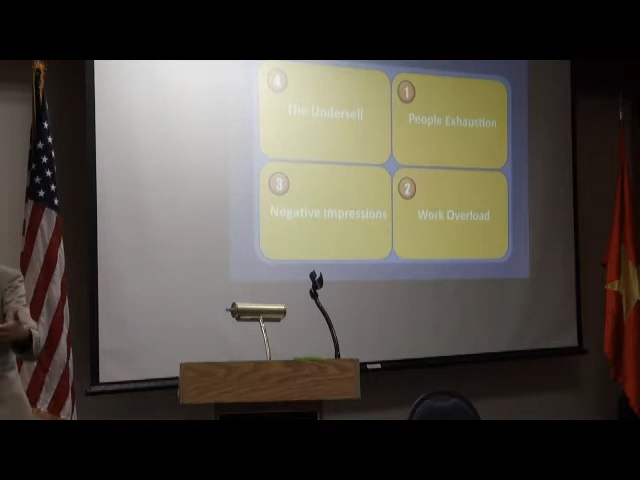 4
The Undersell
1
People Exhaustion
3
Negative Impressions
2
Work Overload